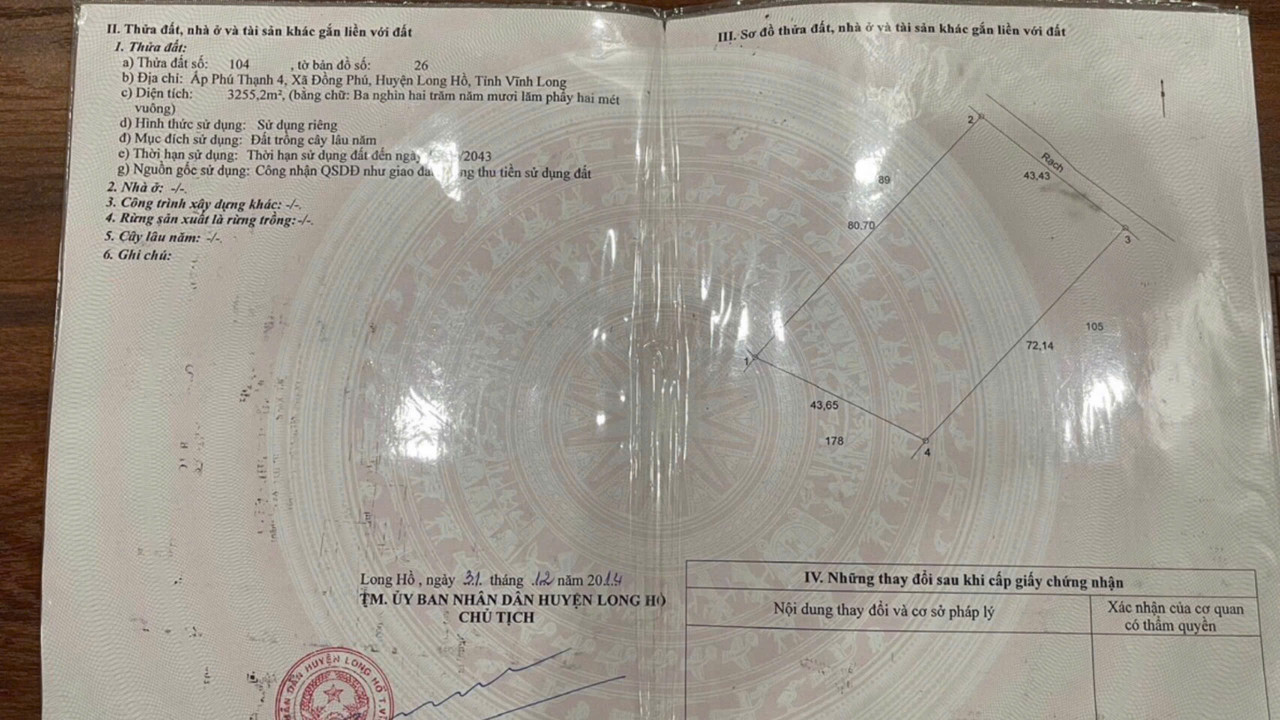 II. Thửa đất, nhà ở và tài sản khác gắn liền với đất
1. Thửa đất:
a) Thửa đất số: 104 , tờ bản đồ số: 26
b) Địa chỉ: Ấp Phú Thạnh 4, Xã Đồng Phú, Huyện Long Hồ, Tỉnh Vĩnh Long
c) Diện tích: 3255,2m², (bằng chữ: Ba nghìn hai trăm năm mươi lăm phẩy hai mét
vuông)
d) Hình thức sử dụng: Sử dụng riêng
đ) Mục đích sử dụng: Đất trồng cây lâu năm
e) Thời hạn sử dụng: Thời hạn sử dụng đất đến ngày /2043
g) Nguồn gốc sử dụng: Công nhận QSDĐ như giao thu tiền sử dụng đất
2. Nhà ở: -/-.
3. Công trình xây dựng khác: -/-.
4. Rừng sản xuất là rừng trồng: -/-.
5. Cây lâu năm: -/-.
6. Ghi chú:
Long Hồ , ngày 31 tháng 12 năm 2014
TM. ỦY BAN NHÂN DÂN HUYỆN LONG HỒ
CHỦ TỊCH
NHÂN DÂN HUYỆN LONG HỒ
III. Sơ đồ thửa đất, nhà ở và tài sản khác gắn liền với đất
2
Rạch
43,43
89
80.70
3
105
72,14
1
43,65
178
4
IV. Những thay đổi sau khi cấp giấy chứng nhận
Nội dung thay đổi và cơ sở pháp lý
Xác nhận của cơ quan
có thẩm quyền